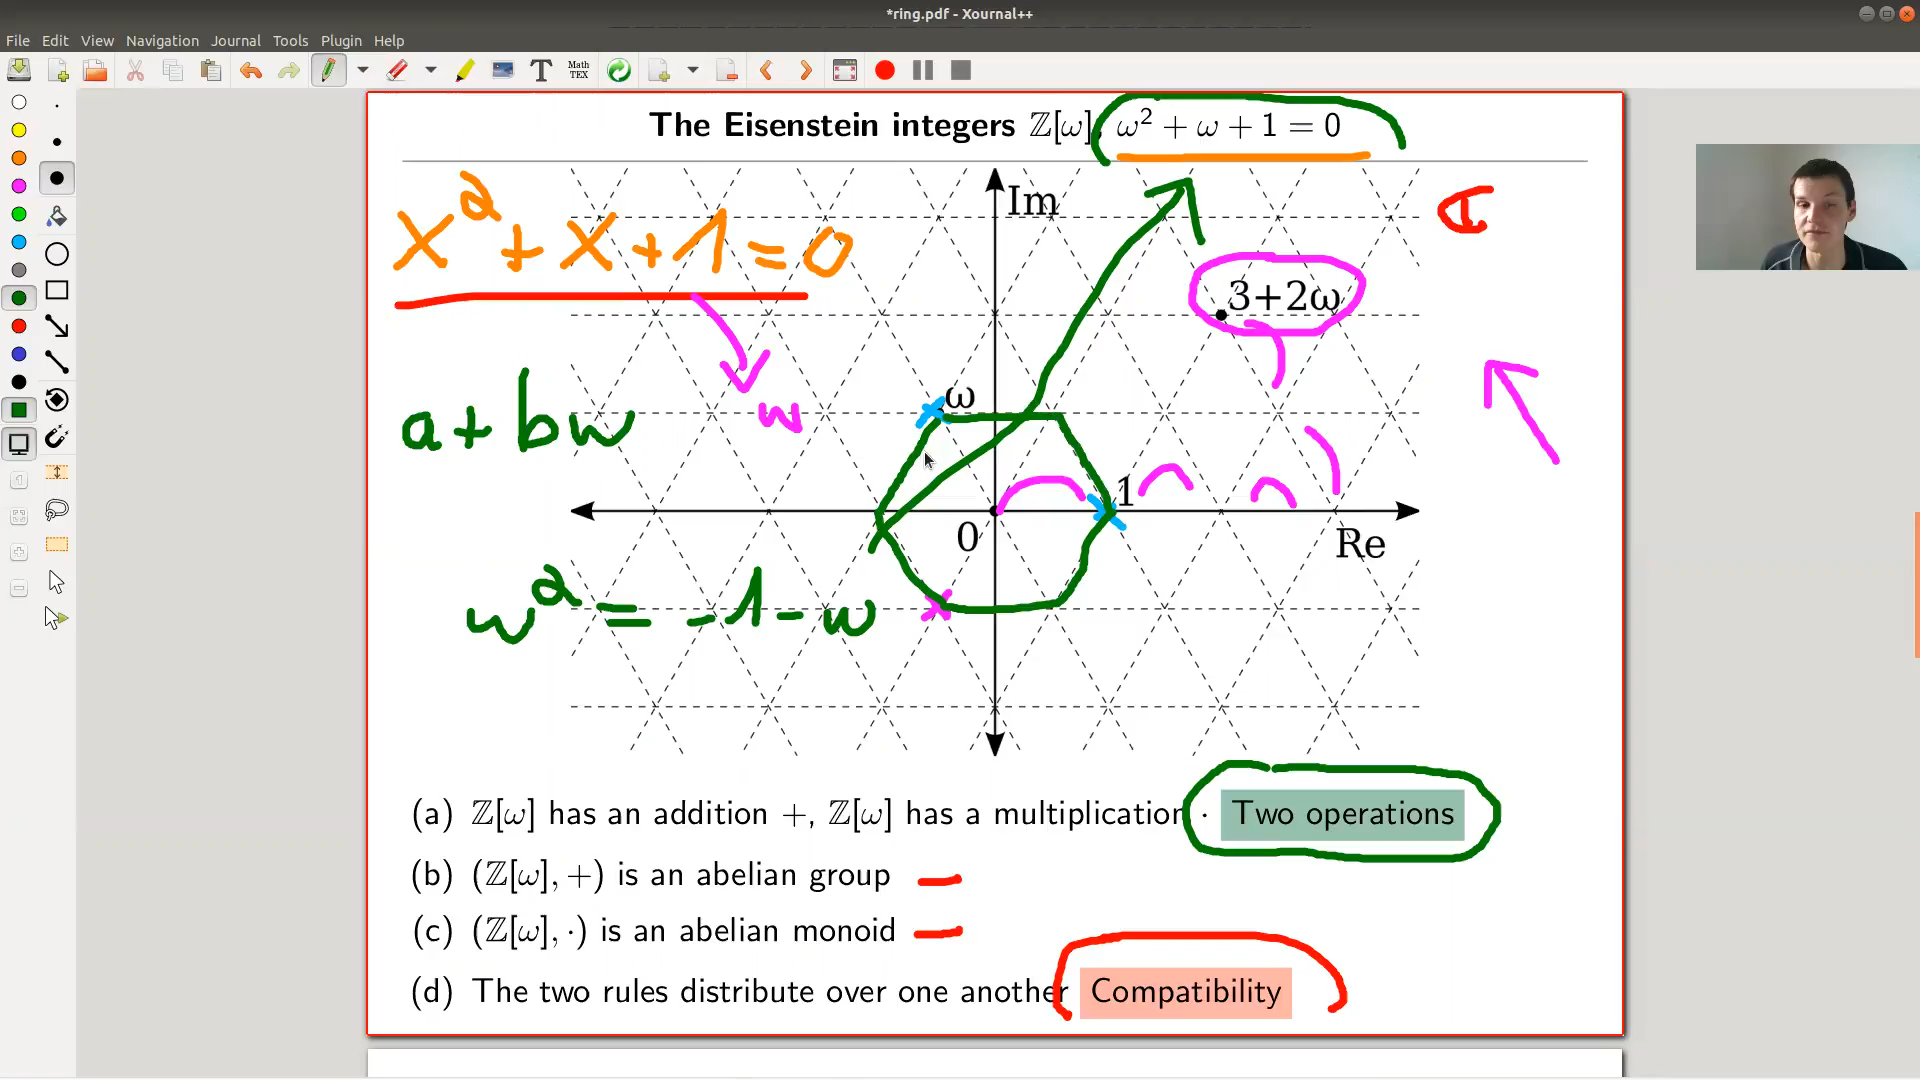 *ring.pdf - Xournal++
File Edit View Navigation Journal Tools Plugin Help
T Math TEX
The Eisenstein integers ℤ[ω], ω² + ω + 1 = 0
Im
x² + x + 1 = 0
3+2ω
ω
ω
a + bω
1
0
Re
ω² = -1 - ω
(a) ℤ[ω] has an addition +, ℤ[ω] has a multiplication · Two operations
(b) (ℤ[ω], +) is an abelian group
(c) (ℤ[ω], ·) is an abelian monoid
(d) The two rules distribute over one another Compatibility